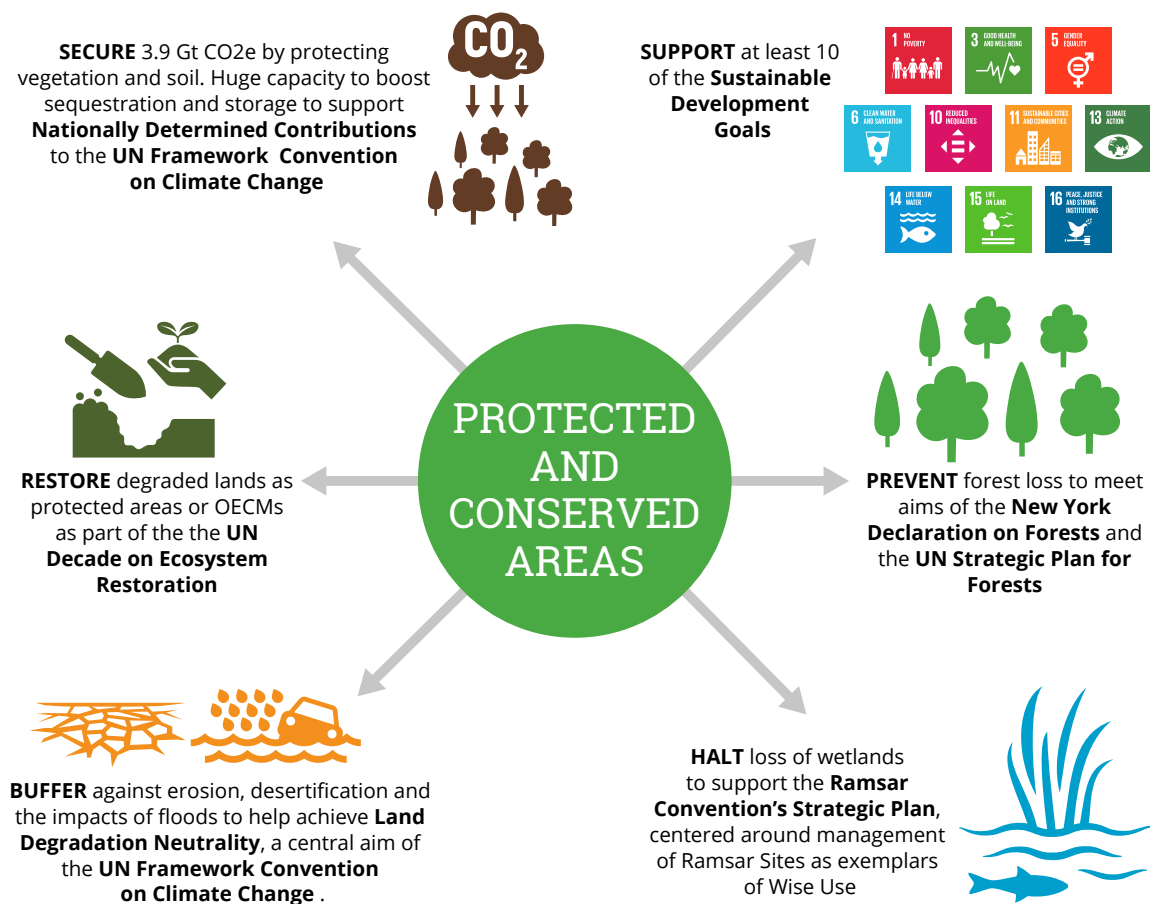 SECURE 3.9 Gt CO2e by protecting
vegetation and soil. Huge capacity to boost
sequestration and storage to support
Nationally Determined Contributions
to the UN Framework Convention
on Climate Change
CO2
SUPPORT at least 10
of the Sustainable
Development
Goals
1 NO
POVERTY
3 GOOD HEALTH
AND WELL-BEING
5 GENDER
EQUALITY
6 CLEAN WATER
AND SANITATION
10 REDUCED
INEQUALITIES
11 SUSTAINABLE CITIES
AND COMMUNITIES
13 CLIMATE
ACTION
14 LIFE BELOW
WATER
15 LIFE
ON LAND
16 PEACE, JUSTICE
AND STRONG
INSTITUTIONS
PROTECTED
AND
CONSERVED
AREAS
RESTORE degraded lands as
protected areas or OECMs
as part of the the UN
Decade on Ecosystem
Restoration
PREVENT forest loss to meet
aims of the New York
Declaration on Forests and
the UN Strategic Plan for
Forests
BUFFER against erosion, desertification and
the impacts of floods to help achieve Land
Degradation Neutrality, a central aim of
the UN Framework Convention
on Climate Change .
HALT loss of wetlands
to support the Ramsar
Convention’s Strategic Plan,
centered around management
of Ramsar Sites as exemplars
of Wise Use